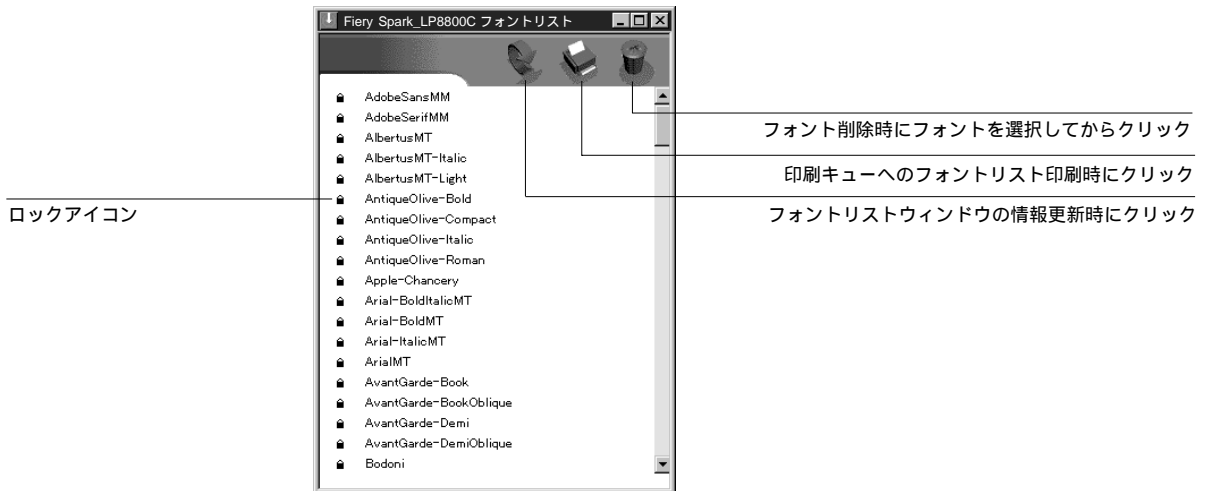 Fiery Spark_LP8800C フォントリスト
AdobeSansMM
AdobeSerifMM
AlbertusMT
AlbertusMT-Italic
AlbertusMT-Light
AntiqueOlive-Bold
AntiqueOlive-Compact
AntiqueOlive-Italic
AntiqueOlive-Roman
Apple-Chancery
Arial-BoldItalicMT
Arial-BoldMT
Arial-ItalicMT
ArialMT
AvantGarde-Book
AvantGarde-BookOblique
AvantGarde-Demi
AvantGarde-DemiOblique
Bodoni
ロックアイコン
フォント削除時にフォントを選択してからクリック
印刷キューへのフォントリスト印刷時にクリック
フォントリストウィンドウの情報更新時にクリック